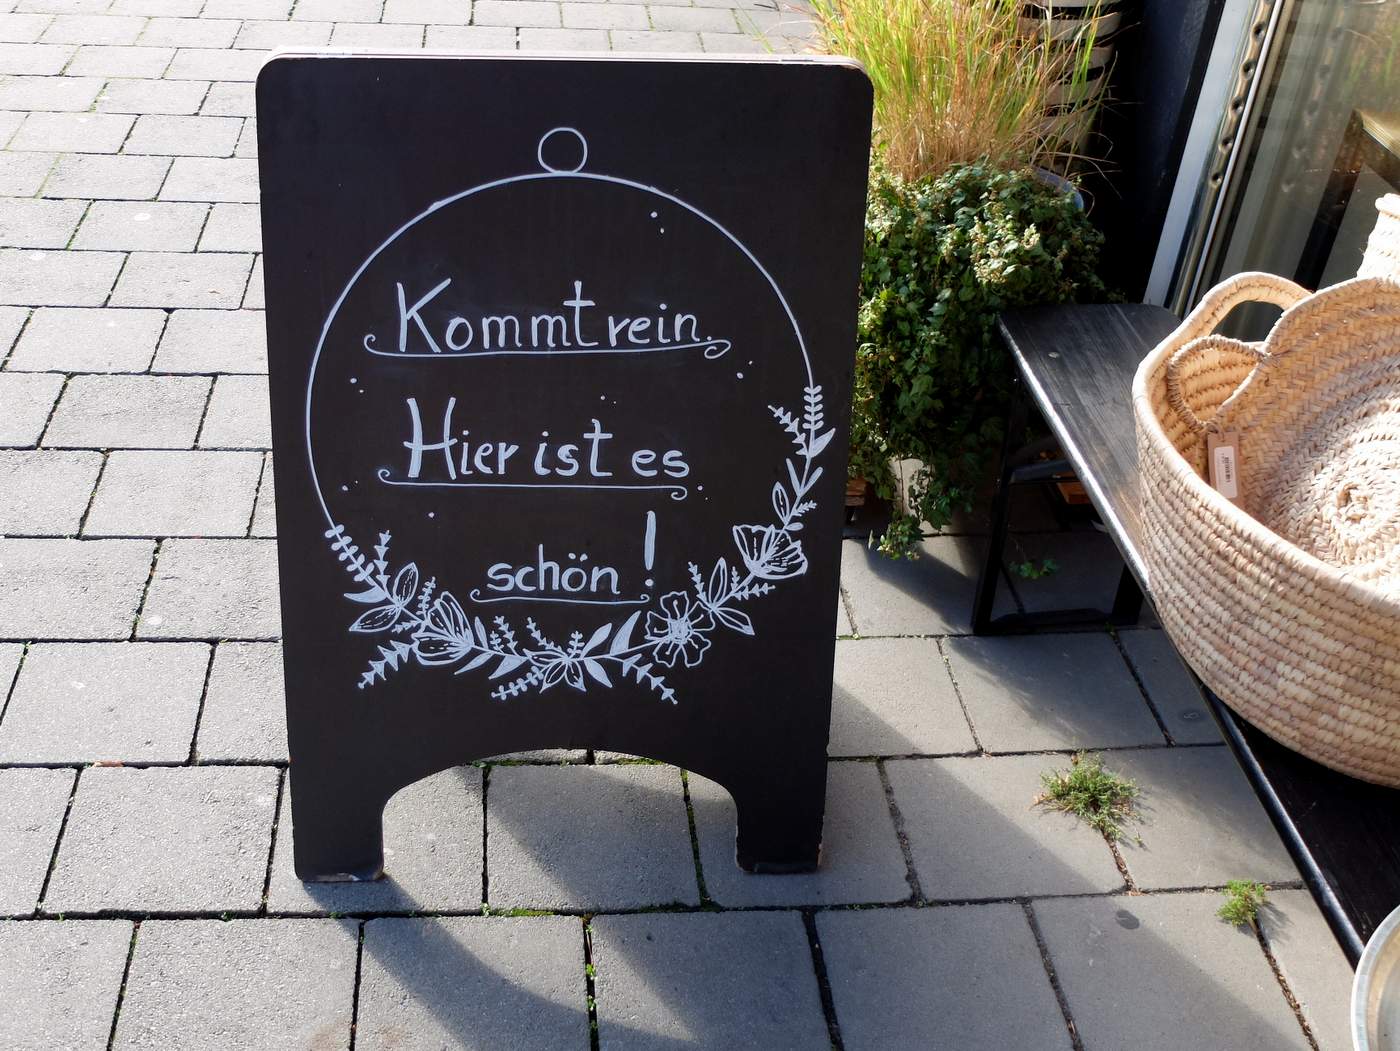 Kommt rein.
Hier ist es
schön!